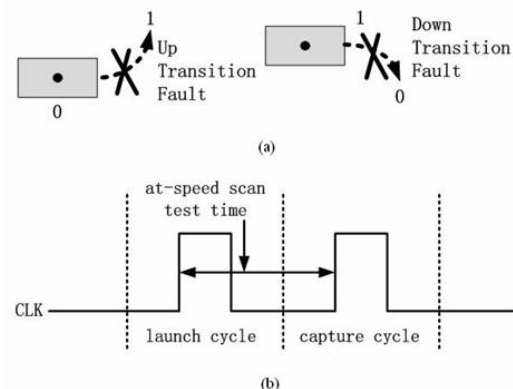 1
Up
Transition
Fault
0
1
Down
Transition
Fault
0
(a)
at-speed scan
test time
CLK
launch cycle
capture cycle
(b)